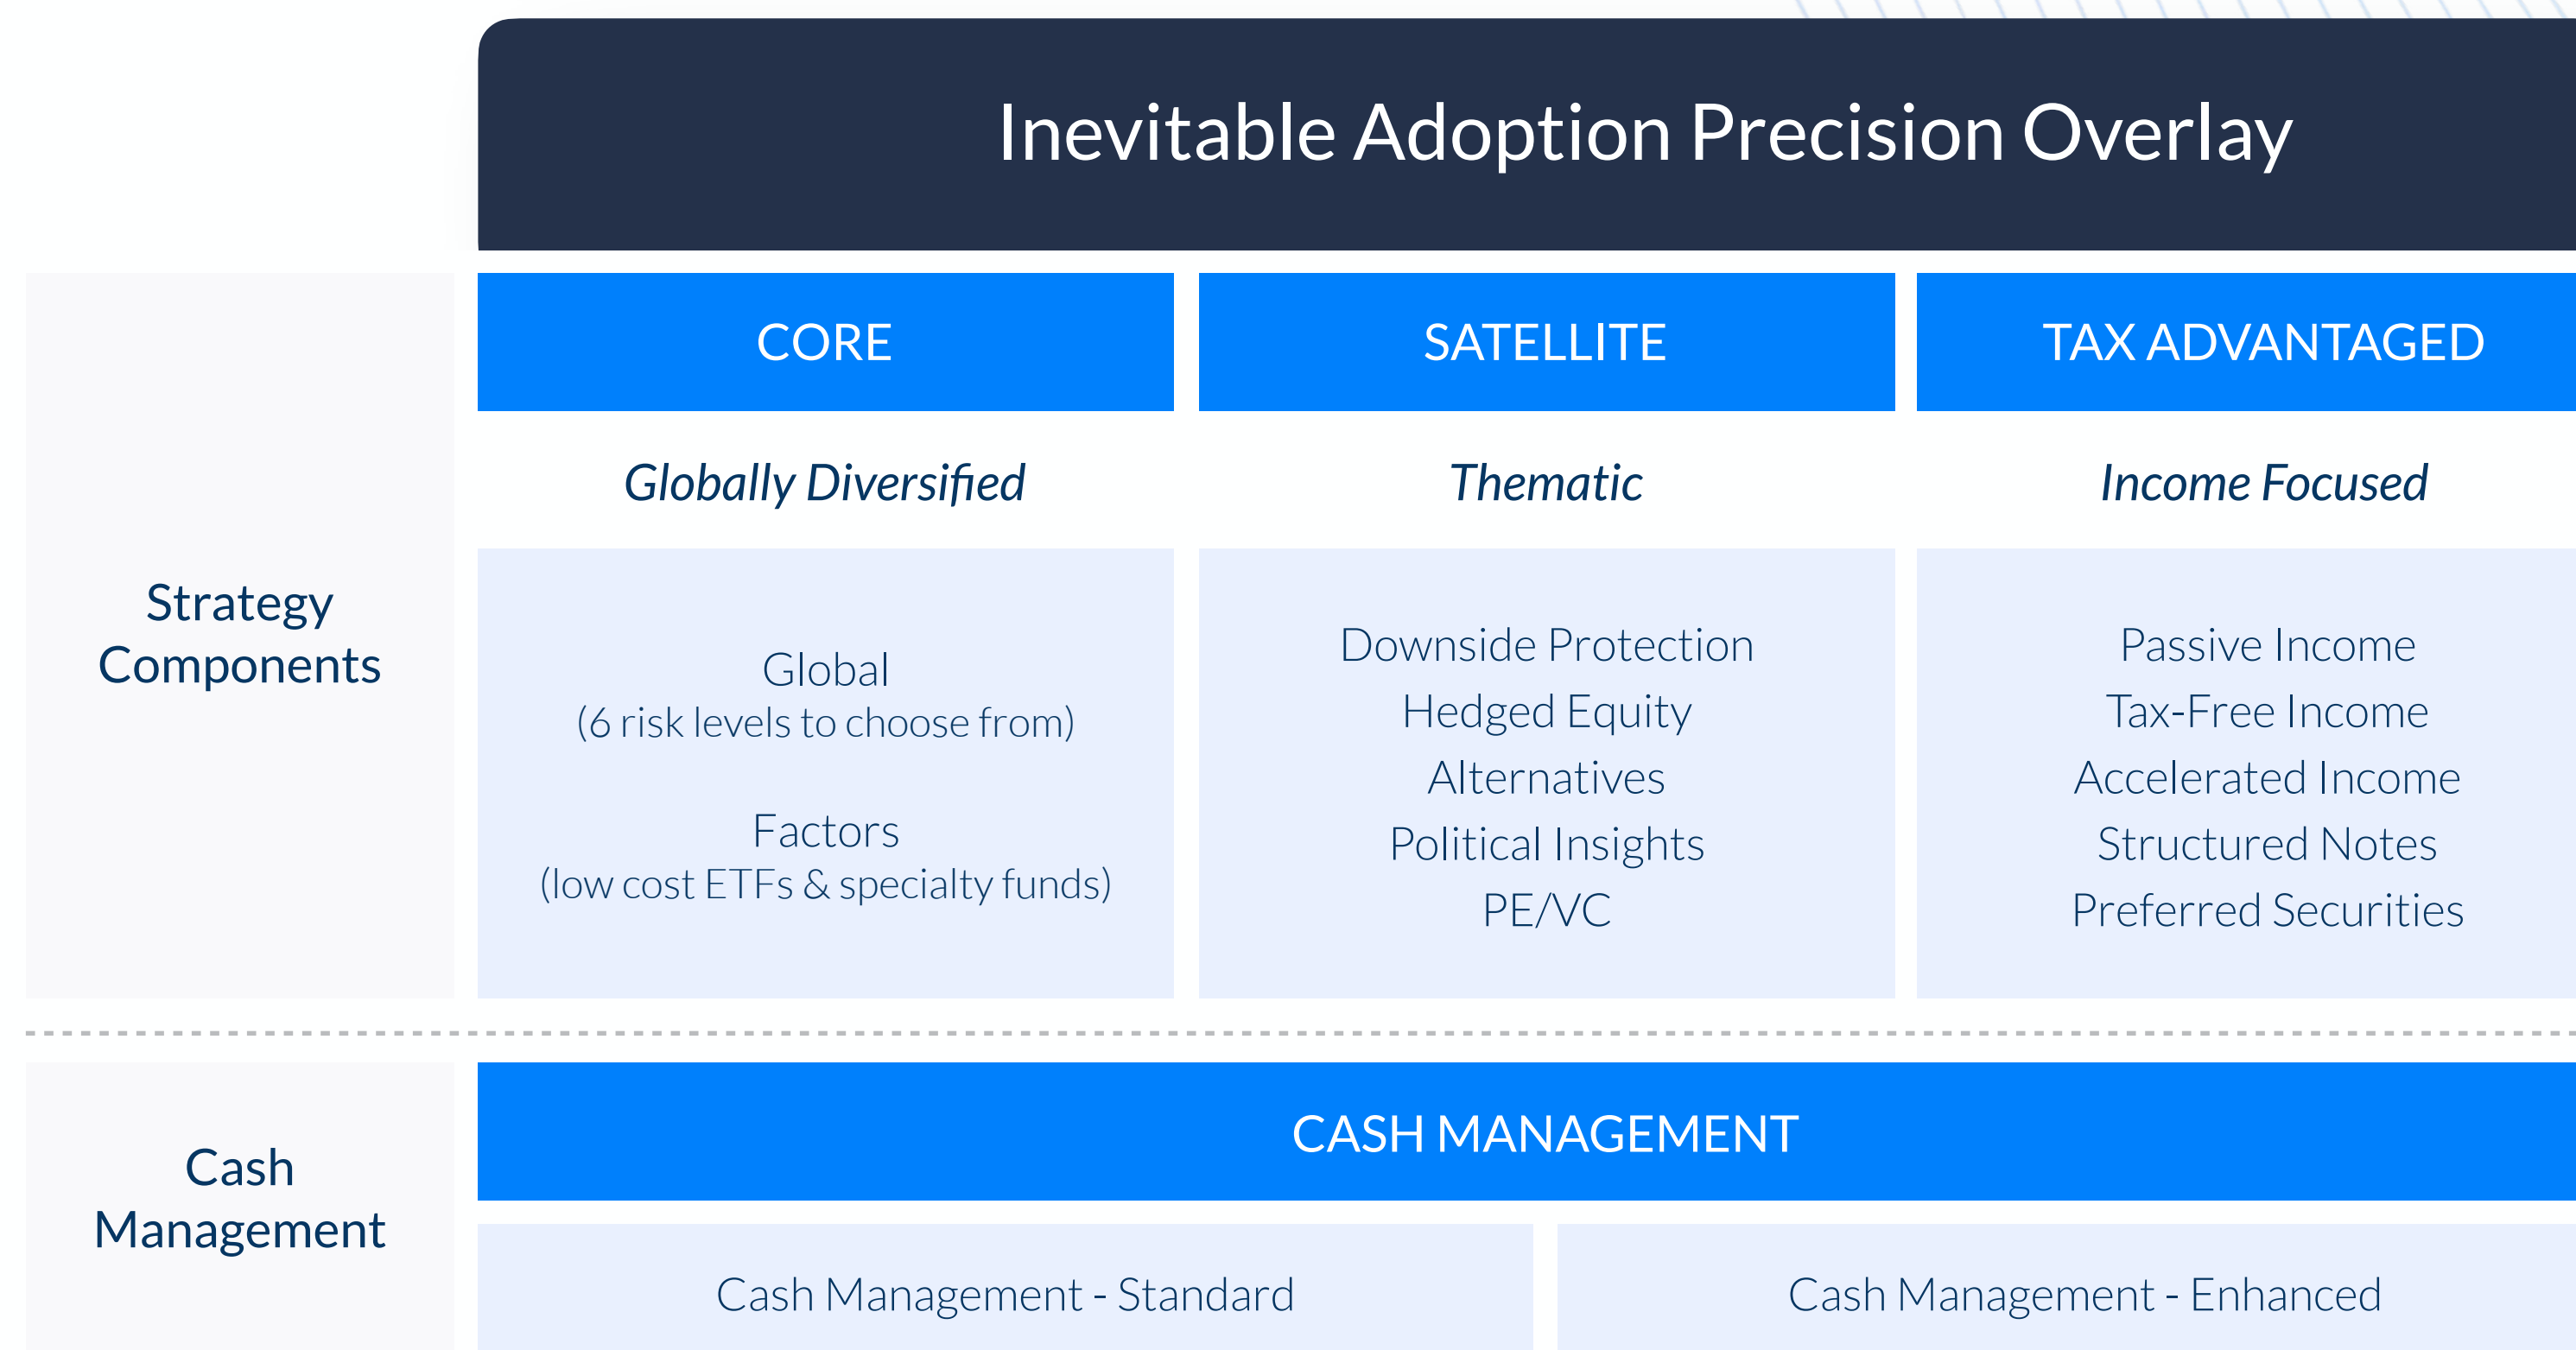 Inevitable Adoption Precision Overlay
Strategy
Components
CORE
Globally Diversified
Global
(6 risk levels to choose from)
Factors
(low cost ETFs & specialty funds)
SATELLITE
Thematic
Downside Protection
Hedged Equity
Alternatives
Political Insights
PE/VC
TAX ADVANTAGED
Income Focused
Passive Income
Tax-Free Income
Accelerated Income
Structured Notes
Preferred Securities
Cash
Management
CASH MANAGEMENT
Cash Management - Standard
Cash Management - Enhanced